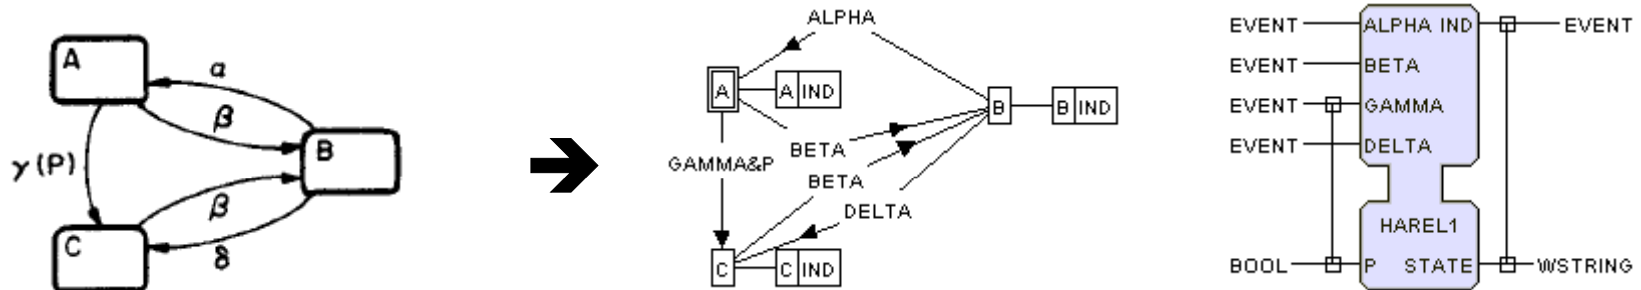 A
α
β
B
γ(P)
β
C
δ
ALPHA
A
A IND
B
B IND
BETA
GAMMA&P
BETA
DELTA
C
C IND
EVENT ALPHA IND EVENT
EVENT BETA
EVENT GAMMA
EVENT DELTA
HAREL1
BOOL P STATE WSTRING